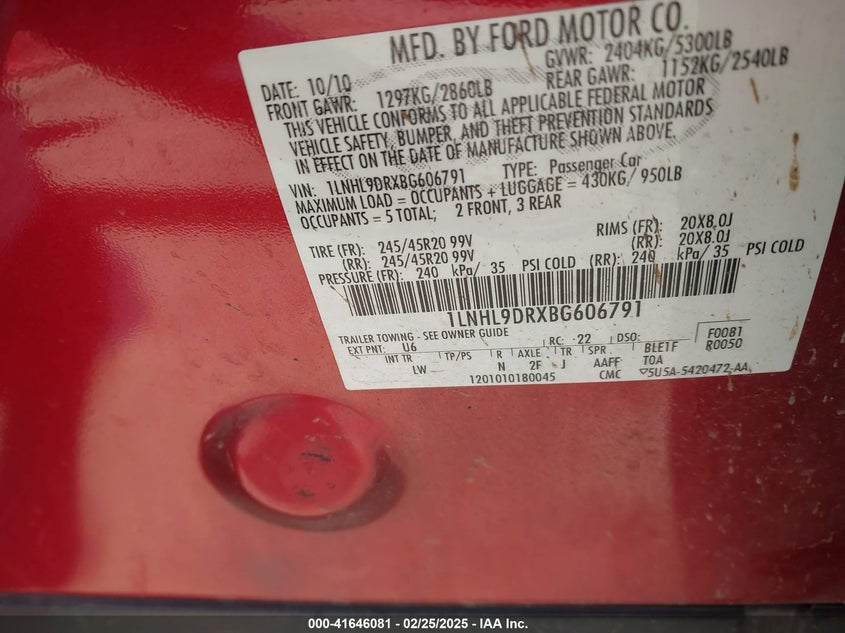 MFD. BY FORD MOTOR CO.
DATE: 10/10 GVWR: 2404KG/5300LB
FRONT GAWR: 1297KG/2860LB REAR GAWR: 1152KG/2540LB
THIS VEHICLE CONFORMS TO ALL APPLICABLE FEDERAL MOTOR
VEHICLE SAFETY, BUMPER, AND THEFT PREVENTION STANDARDS
IN EFFECT ON THE DATE OF MANUFACTURE SHOWN ABOVE.
VIN: 1LNHL9DRXBG606791 TYPE: Passenger Car
MAXIMUM LOAD = OCCUPANTS + LUGGAGE = 430KG/ 950LB
OCCUPANTS = 5 TOTAL; 2 FRONT, 3 REAR
TIRE (FR): 245/45R20 99V RIMS (FR): 20X8.0J
(RR): 245/45R20 99V (RR): 20X8.0J
PRESSURE (FR): 240 kPa/ 35 PSI COLD (RR): 240 kPa/ 35 PSI COLD
1LNHL9DRXBG606791
TRAILER TOWING - SEE OWNER GUIDE
EXT PNT: U6 RC: 22 DSO: F0081
INT TR TP/PS R AXLE TR SPR BLE1F R0050
LW N 2F J AAFF TOA
1201010180045 CMC ▽5U5A-5420472-AA
000-41646081 - 02/25/2025 - IAA Inc.